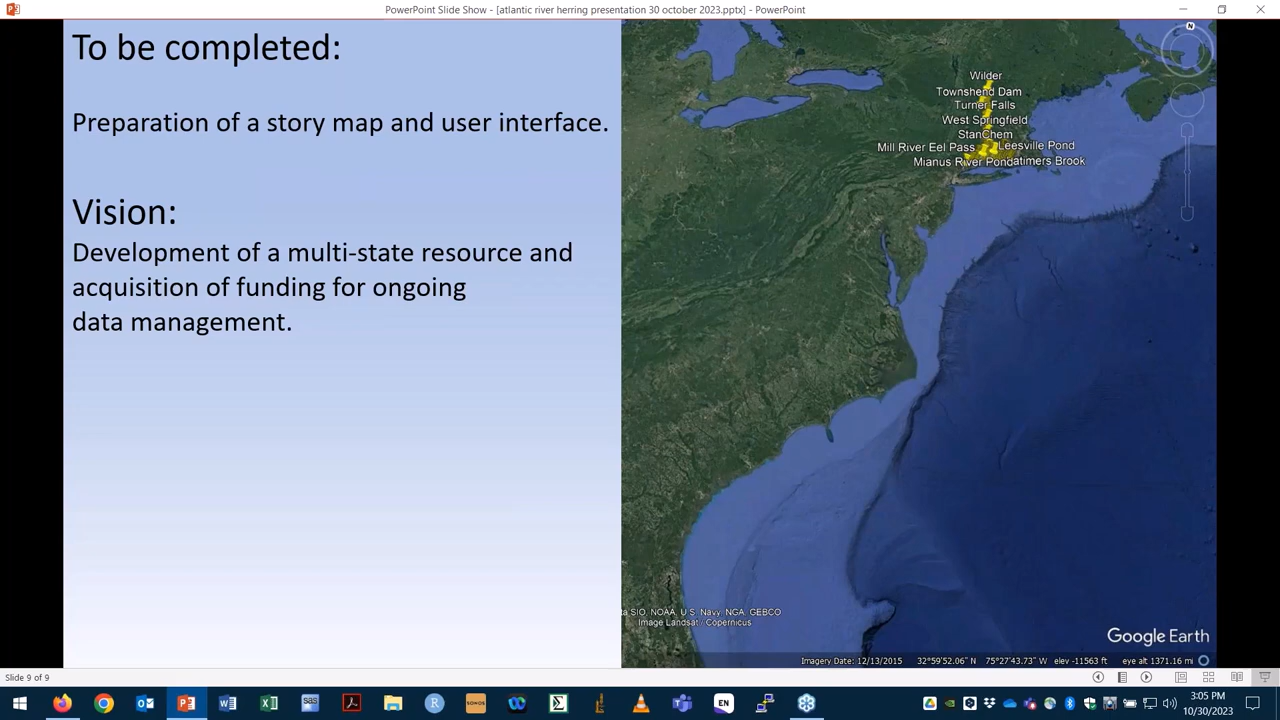 PowerPoint Slide Show - [atlantic river herring presentation 30 october 2023.pptx] - PowerPoint
To be completed:
Preparation of a story map and user interface.
Vision:
Development of a multi-state resource and
acquisition of funding for ongoing
data management.
N
Wilder
Townshend Dam
Turner Falls
West Springfield
StanChem
Mill River Eel Pass
Leesville Pond
Mianus River Pond
atimers Brook
ta SIO, NOAA, U.S. Navy, NGA, GEBCO
Image Landsat / Copernicus
Google Earth
Imagery Date: 12/13/2015 32°59'52.06" N 75°27'43.73" W elev -11563 ft eye alt 1371.16 mi
Slide 9 of 9
EN
3:05 PM
10/30/2023